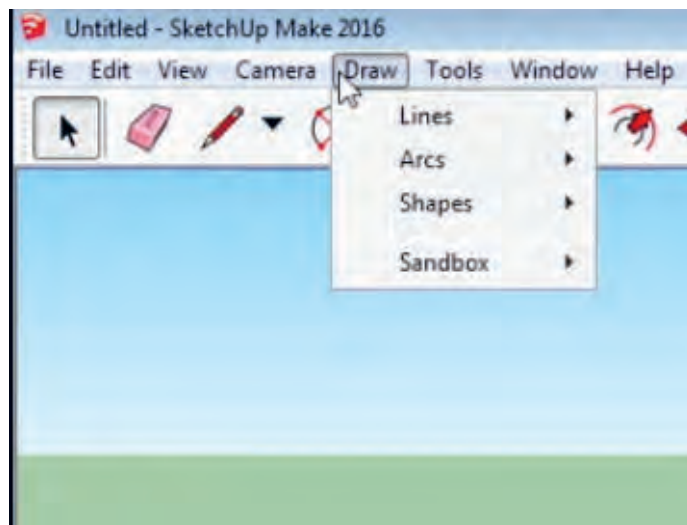 Untitled - SketchUp Make 2016
File Edit View Camera Draw Tools Window Help
Lines
Arcs
Shapes
Sandbox